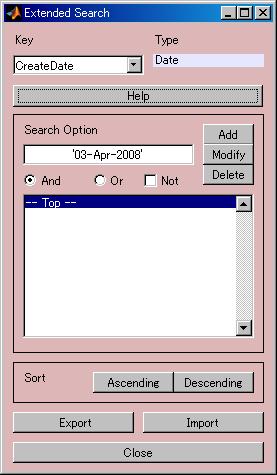 Extended Search
Key
Type
CreateDate
Date
Help
Search Option
Add
'03-Apr-2008'
Modify
Delete
And
Or
Not
-- Top --
Sort
Ascending
Descending
Export
Import
Close